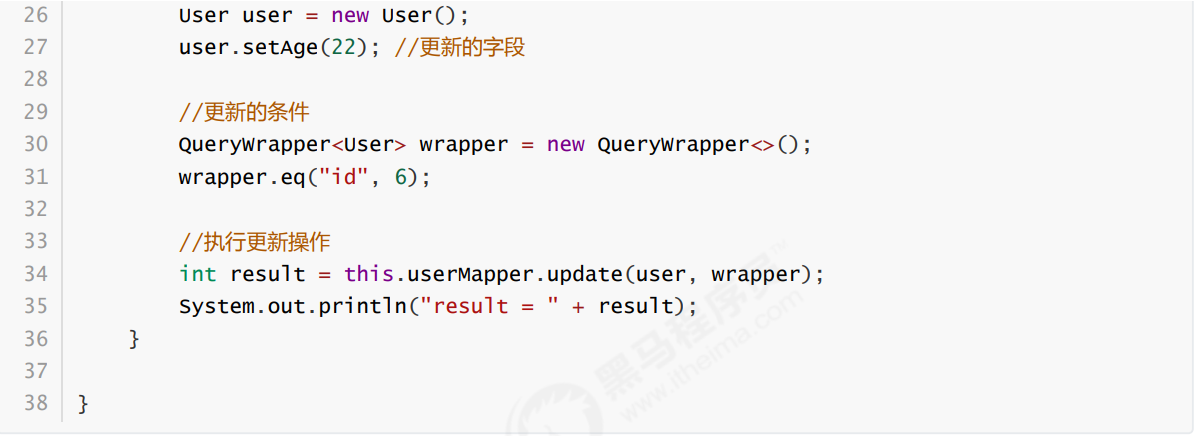 26 User user = new User();
27 user.setAge(22); //更新的字段
28
29 //更新的条件
30 QueryWrapper<User> wrapper = new QueryWrapper<>();
31 wrapper.eq("id", 6);
32
33 //执行更新操作
34 int result = this.userMapper.update(user, wrapper);
35 System.out.println("result = " + result);
36 }
37
38 }
黑马程序员™
www.itheima.com